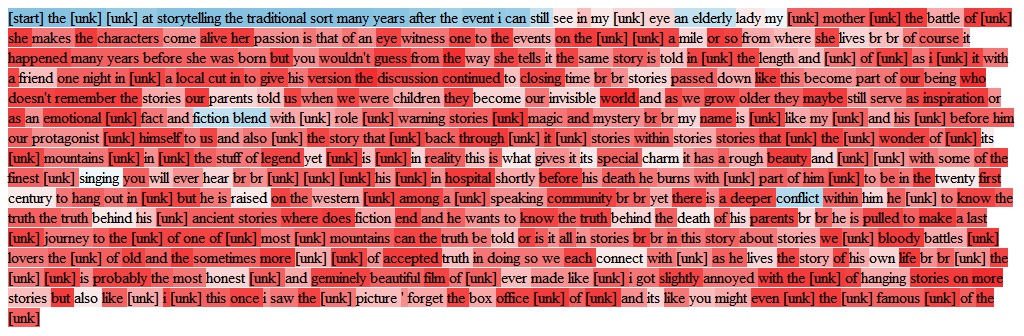 [start] the [unk] [unk] at storytelling the traditional sort many years after the event i can still see in my [unk] eye an elderly lady my [unk] mother [unk] the battle of [unk]
she makes the characters come alive her passion is that of an eye witness one to the events on the [unk] [unk] a mile or so from where she lives br br of course it
happened many years before she was born but you wouldn't guess from the way she tells it the same story is told in [unk] the length and [unk] of [unk] as i [unk] it with
a friend one night in [unk] a local cut in to give his version the discussion continued to closing time br br stories passed down like this become part of our being who
doesn't remember the stories our parents told us when we were children they become our invisible world and as we grow older they maybe still serve as inspiration or
as an emotional [unk] fact and fiction blend with [unk] role [unk] warning stories [unk] magic and mystery br br my name is [unk] like my [unk] and his [unk] before him
our protagonist [unk] himself to us and also [unk] the story that [unk] back through [unk] it [unk] stories within stories stories that [unk] the [unk] wonder of [unk] its
[unk] mountains [unk] in [unk] the stuff of legend yet [unk] is [unk] in reality this is what gives it its special charm it has a rough beauty and [unk] [unk] with some of the
finest [unk] singing you will ever hear br br [unk] [unk] [unk] his [unk] in hospital shortly before his death he burns with [unk] part of him [unk] to be in the twenty first
century to hang out in [unk] but he is raised on the western [unk] among a [unk] speaking community br br yet there is a deeper conflict within him he [unk] to know the
truth the truth behind his [unk] ancient stories where does fiction end and he wants to know the truth behind the death of his parents br br he is pulled to make a last
[unk] journey to the [unk] of one of [unk] most [unk] mountains can the truth be told or is it all in stories br br in this story about stories we [unk] bloody battles [unk]
lovers the [unk] of old and the sometimes more [unk] [unk] of accepted truth in doing so we each connect with [unk] as he lives the story of his own life br br [unk] the
[unk] [unk] is probably the most honest [unk] and genuinely beautiful film of [unk] ever made like [unk] i got slightly annoyed with the [unk] of hanging stories on more
stories but also like [unk] i [unk] this once i saw the [unk] picture ' forget the box office [unk] of [unk] and its like you might even [unk] the [unk] famous [unk] of the
[unk]